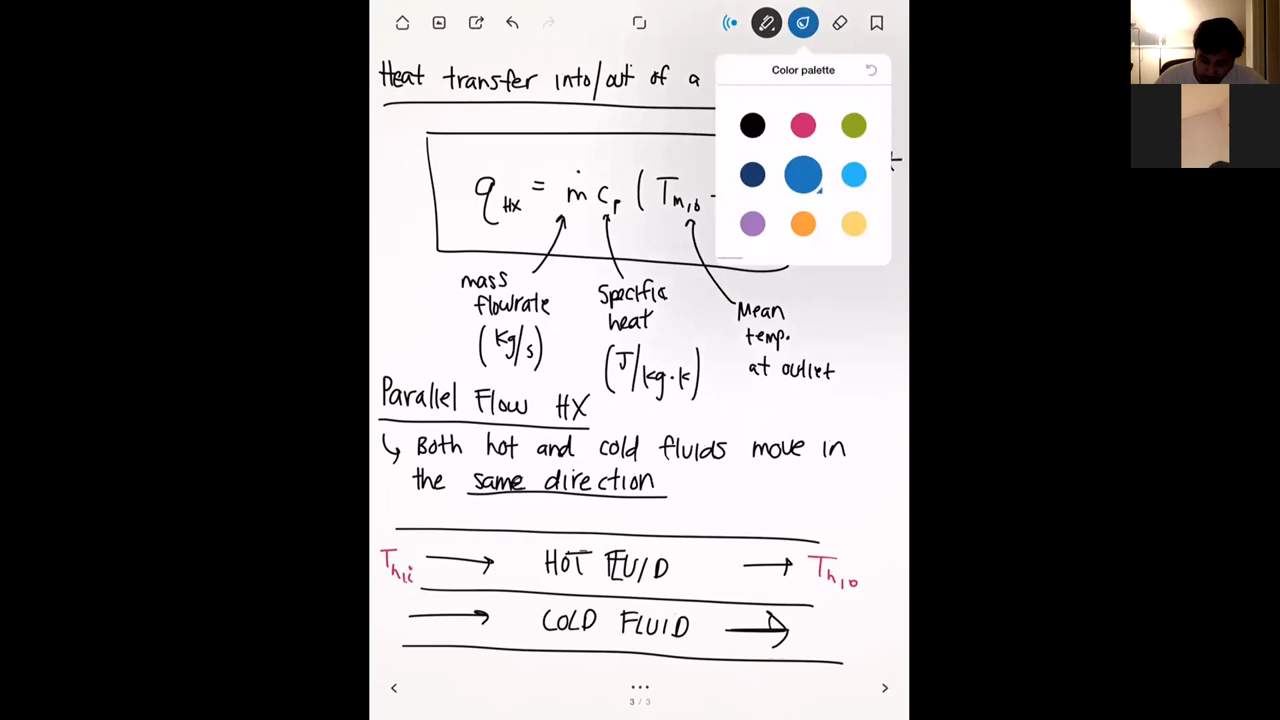 Color palette
Heat transfer into/out of a
q_HX = ṁ c_p ( T_m,o -
mass
flowrate
(kg/s)
Specific
heat
(J/kg·K)
Mean
temp.
at outlet
Parallel Flow HX
↳ Both hot and cold fluids move in
the same direction
T_h,i → HOT FLUID → T_h,o
→ COLD FLUID →
3 / 3